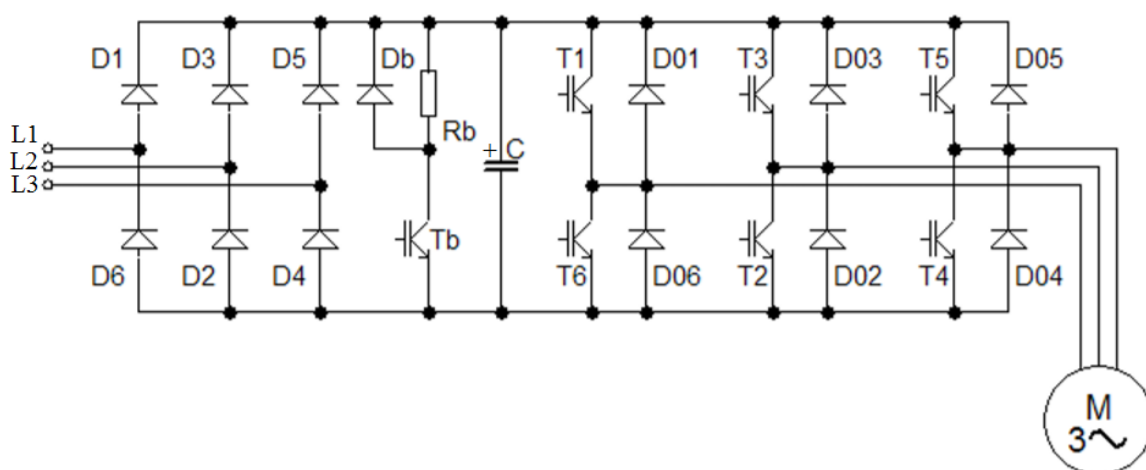 D1 D3 D5 Db T1 D01 T3 D03 T5 D05
L1
L2
L3
Rb + C
D6 D2 D4 Tb T6 D06 T2 D02 T4 D04
M
3~